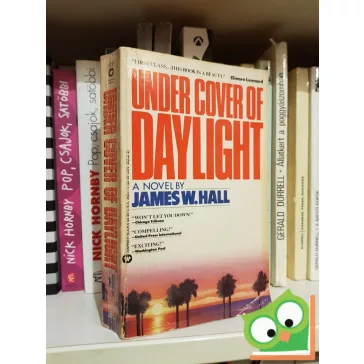 "FIRST CLASS...THIS BOOK IS A BEAUTY."
Elmore Leonard
UNDER COVER OF
DAYLIGHT
A NOVEL BY
JAMES W. HALL
"WON'T LET YOU DOWN!"
—Chicago Tribune
"COMPELLING!"
—United Press International
"EXCITING!"
—Washington Post
UNDER COVER OF DAYLIGHT
NICK HORNBY POP, CSAJOK, SATÖBBI
NICK HORNBY Pop, csajok, satöbbi
GERALD DURRELL - Állatkert a poggyászomban